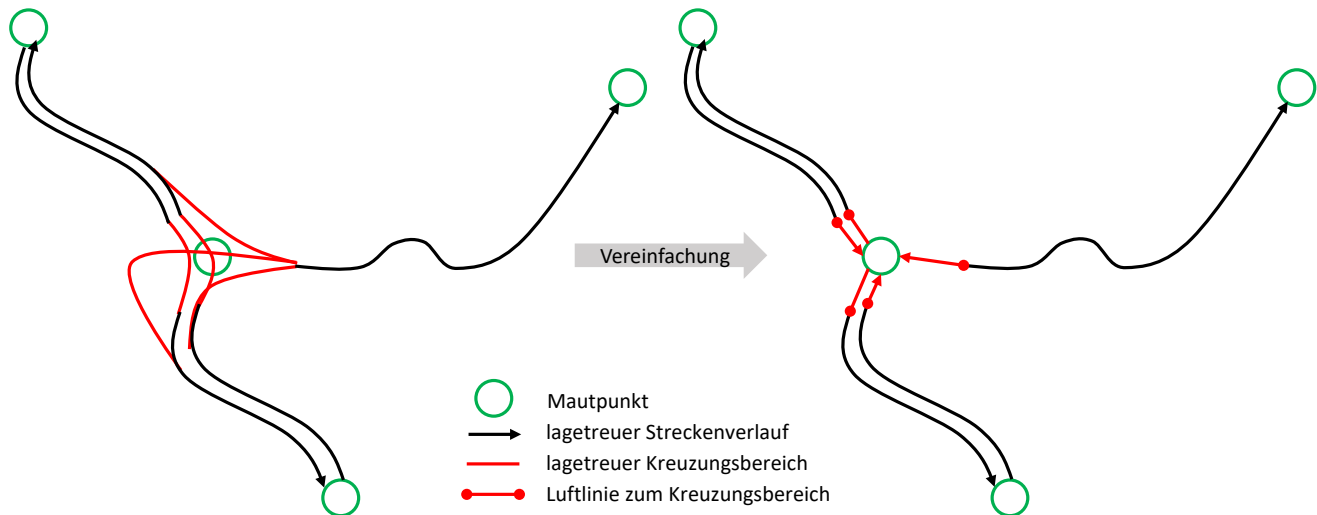 Vereinfachung
Mautpunkt
lagetreuer Streckenverlauf
lagetreuer Kreuzungsbereich
Luftlinie zum Kreuzungsbereich